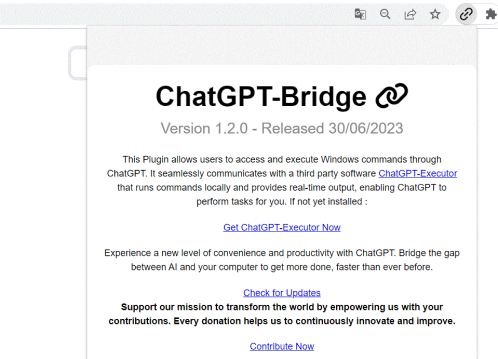 ChatGPT-Bridge
Version 1.2.0 - Released 30/06/2023
This Plugin allows users to access and execute Windows commands through
ChatGPT. It seamlessly communicates with a third party software ChatGPT-Executor
that runs commands locally and provides real-time output, enabling ChatGPT to
perform tasks for you. If not yet installed :
Get ChatGPT-Executor Now
Experience a new level of convenience and productivity with ChatGPT. Bridge the gap
between AI and your computer to get more done, faster than ever before.
Check for Updates
Support our mission to transform the world by empowering us with your
contributions. Every donation helps us to continuously innovate and improve.
Contribute Now